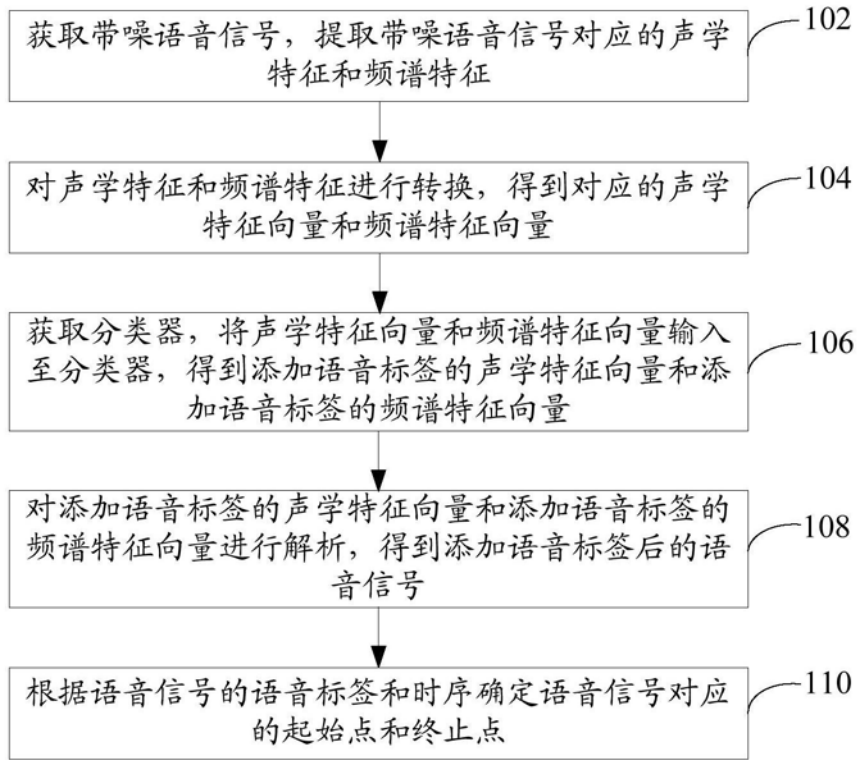 获取带噪语音信号，提取带噪语音信号对应的声学
特征和频谱特征
102
对声学特征和频谱特征进行转换，得到对应的声学
特征向量和频谱特征向量
104
获取分类器，将声学特征向量和频谱特征向量输入
至分类器，得到添加语音标签的声学特征向量和添
加语音标签的频谱特征向量
106
对添加语音标签的声学特征向量和添加语音标签的
频谱特征向量进行解析，得到添加语音标签后的语
音信号
108
根据语音信号的语音标签和时序确定语音信号对应
的起始点和终止点
110